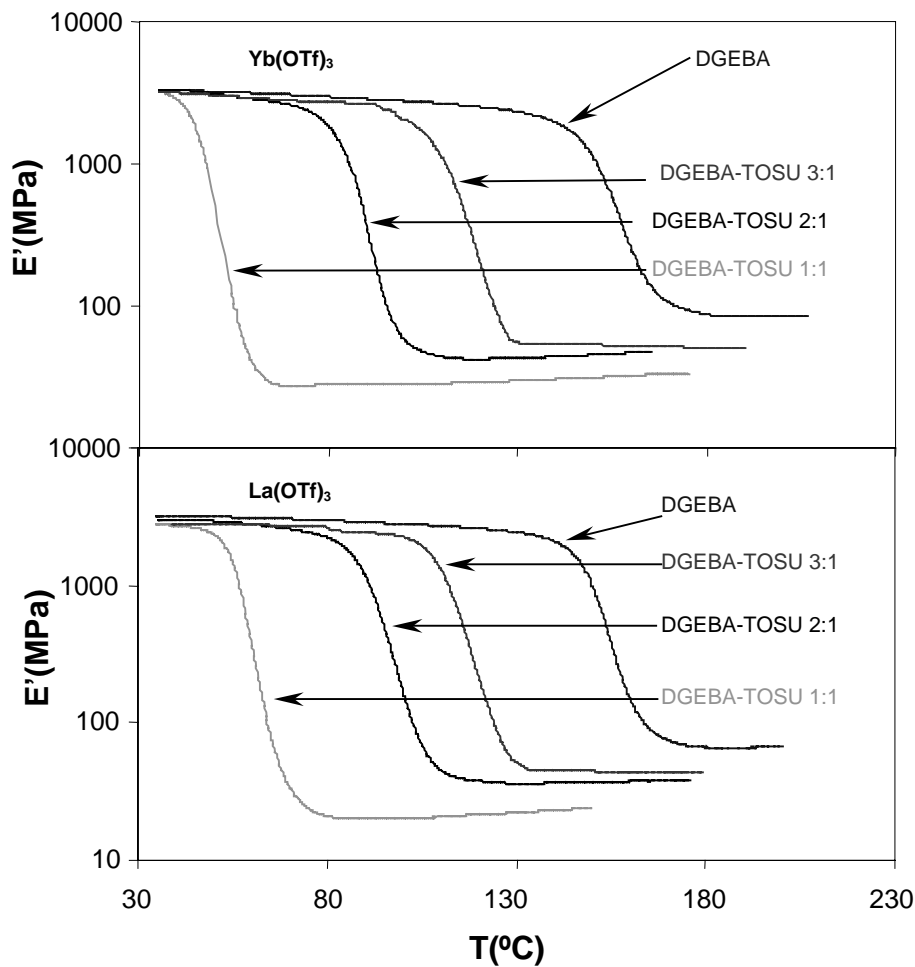 10000
Yb(OTf)₃
DGEBA
1000
DGEBA-TOSU 3:1
DGEBA-TOSU 2:1
DGEBA-TOSU 1:1
E'(MPa)
100
10000
La(OTf)₃
DGEBA
DGEBA-TOSU 3:1
1000
DGEBA-TOSU 2:1
DGEBA-TOSU 1:1
E'(MPa)
100
10
30 80 130 180 230
T(ºC)